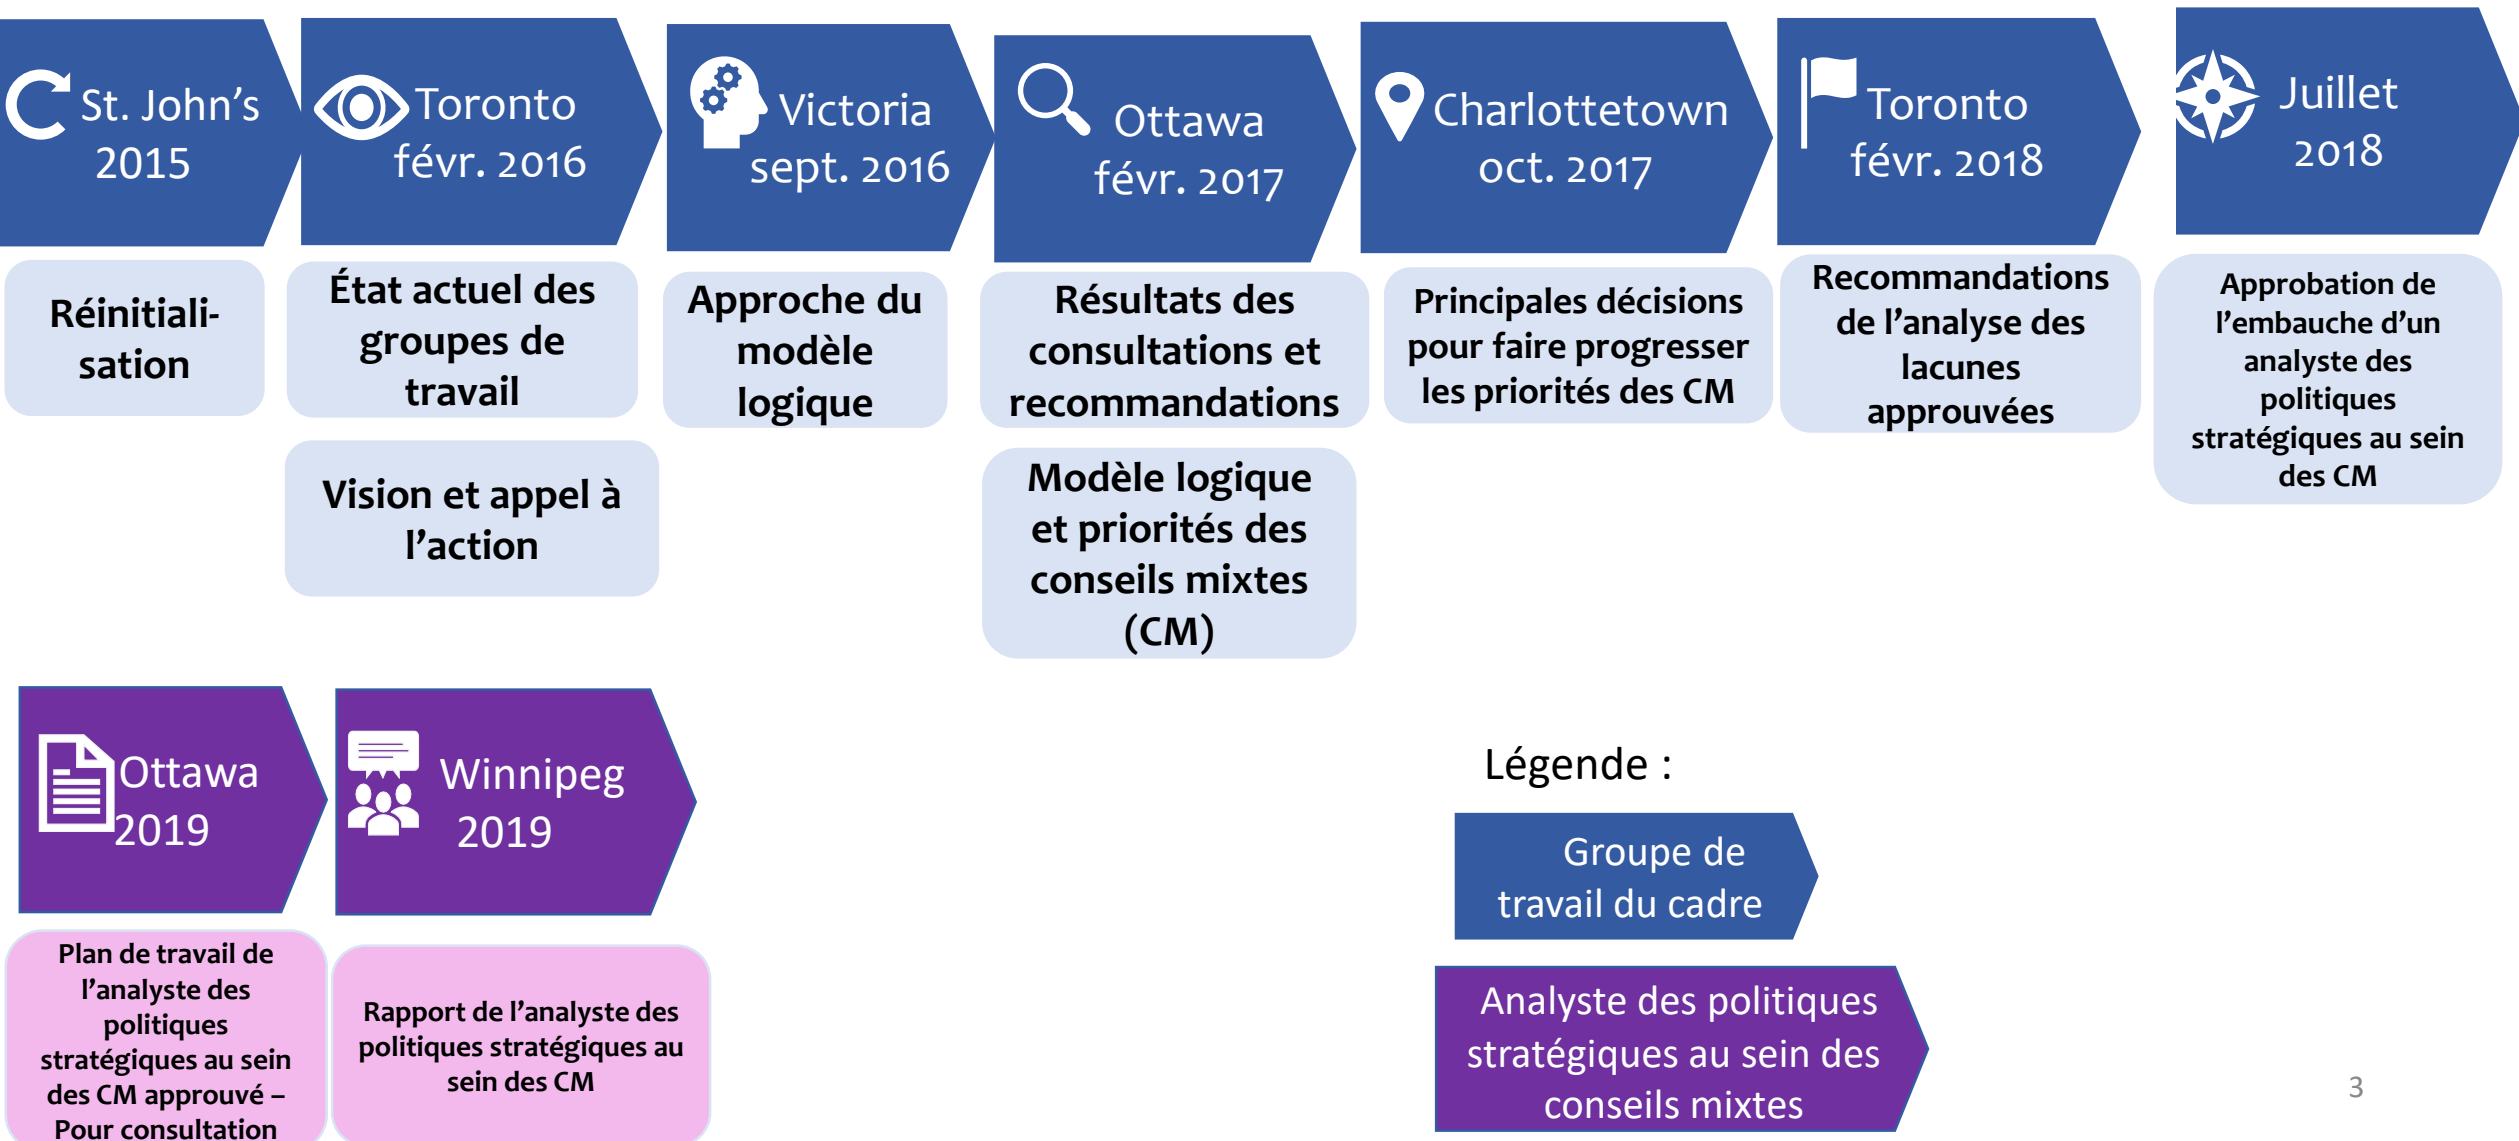 St. John’s
2015
Réinitiali-
sation
Toronto
févr. 2016
État actuel des
groupes de
travail
Vision et appel à
l’action
Victoria
sept. 2016
Approche du
modèle
logique
Ottawa
févr. 2017
Résultats des
consultations et
recommandations
Modèle logique
et priorités des
conseils mixtes
(CM)
Charlottetown
oct. 2017
Principales décisions
pour faire progresser
les priorités des CM
Toronto
févr. 2018
Recommandations
de l’analyse des
lacunes
approuvées
Juillet
2018
Approbation de
l’embauche d’un
analyste des
politiques
stratégiques au sein
des CM
Ottawa
2019
Plan de travail de
l’analyste des
politiques
stratégiques au sein
des CM approuvé –
Pour consultation
Winnipeg
2019
Rapport de l’analyste des
politiques stratégiques au
sein des CM
Légende :
Groupe de
travail du cadre
Analyste des politiques
stratégiques au sein des
conseils mixtes
3